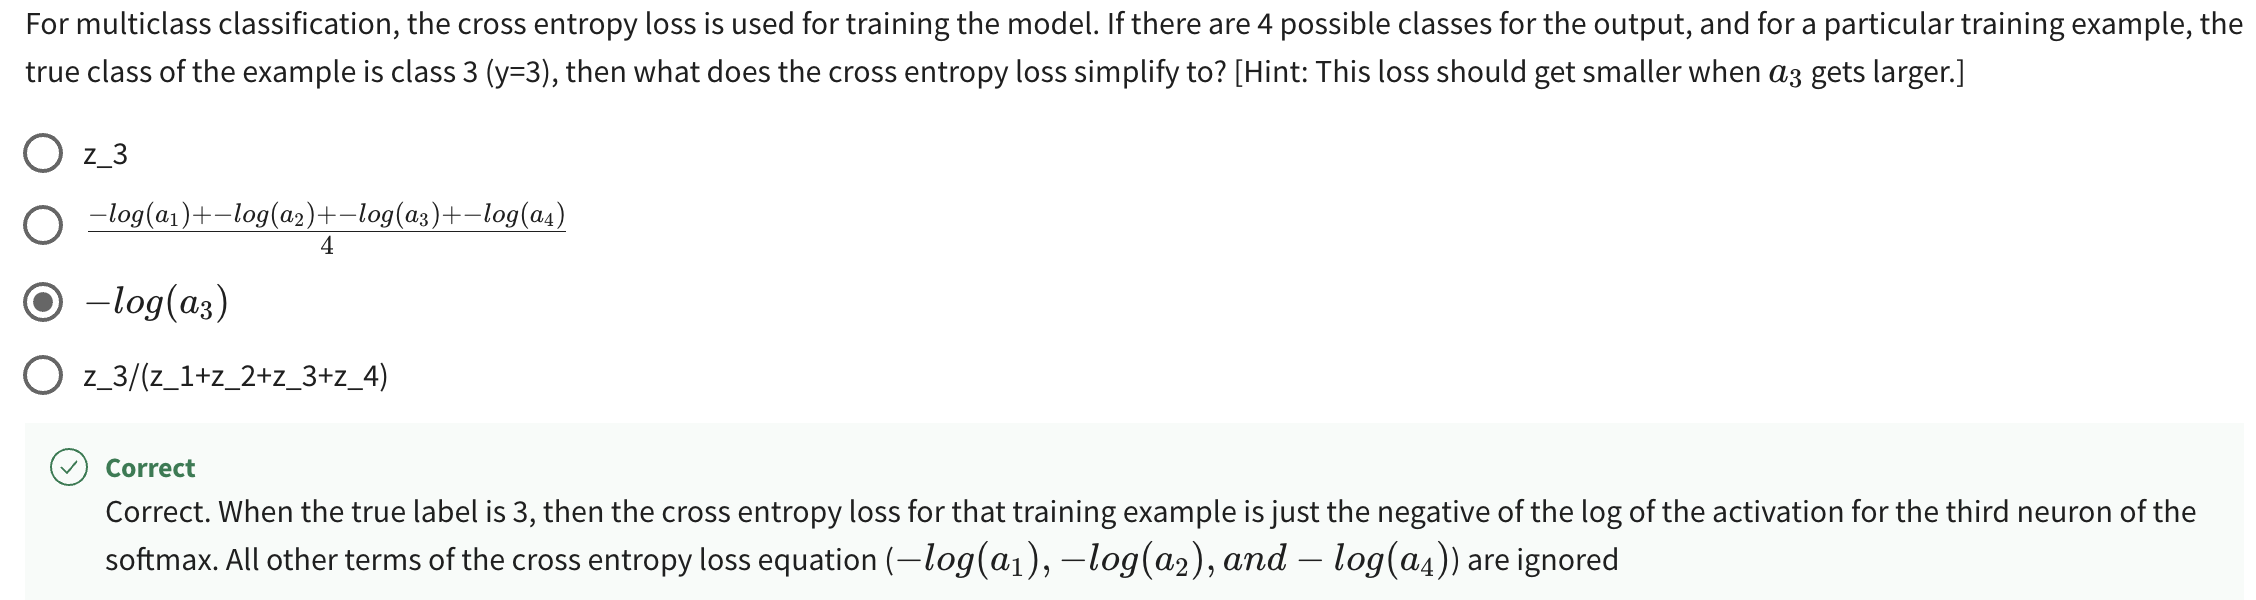 For multiclass classification, the cross entropy loss is used for training the model. If there are 4 possible classes for the output, and for a particular training example, the
true class of the example is class 3 (y=3), then what does the cross entropy loss simplify to? [Hint: This loss should get smaller when a₃ gets larger.]
z_3
−log(a₁)+−log(a₂)+−log(a₃)+−log(a₄)
4
−log(a₃)
z_3/(z_1+z_2+z_3+z_4)
Correct
Correct. When the true label is 3, then the cross entropy loss for that training example is just the negative of the log of the activation for the third neuron of the
softmax. All other terms of the cross entropy loss equation (−log(a₁), −log(a₂), and − log(a₄)) are ignored